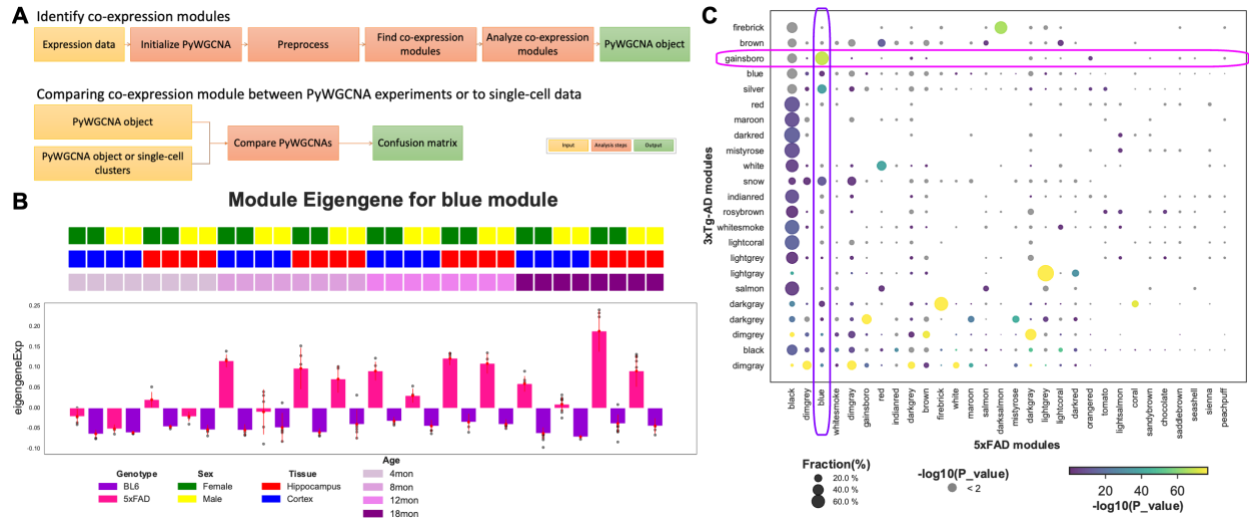 A
Identify co-expression modules
Expression data
Initialize PyWGCNA
Preprocess
Find co-expression
modules
Analyze co-expression
modules
PyWGCNA object
Comparing co-expression module between PyWGCNA experiments or to single-cell data
PyWGCNA object
PyWGCNA object or single-cell
clusters
Compare PyWGCNAs
Confusion matrix
Input
Analysis steps
Output
B
Module Eigengene for blue module
eigengeneExp
0.25
0.20
0.15
0.10
0.05
0.00
-0.05
-0.10
Genotype
BL6
5xFAD
Sex
Female
Male
Tissue
Hippocampus
Cortex
Age
4mon
8mon
12mon
18mon
C
3xTg-AD modules
firebrick
brown
gainsboro
blue
silver
red
maroon
darkred
mistyrose
white
snow
indianred
rosybrown
whitesmoke
lightcoral
lightgrey
lightgray
salmon
darkgray
darkgrey
dimgrey
black
dimgray
black
dimgrey
blue
whitesmoke
dimgray
gainsboro
red
indianred
darkgrey
brown
firebrick
white
maroon
salmon
darksalmon
mistyrose
darkgray
lightgrey
lightcoral
darkred
orangered
tomato
lightsalmon
coral
sandybrown
chocolate
saddlebrown
seashell
sienna
peachpuff
5xFAD modules
Fraction(%)
20.0 %
40.0 %
60.0 %
-log10(P_value)
< 2
20 40 60
-log10(P_value)